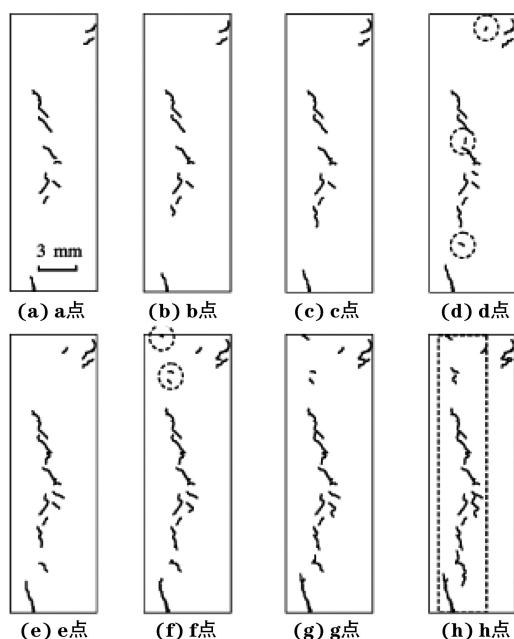 3 mm
(a) a点
(b) b点
(c) c点
(d) d点
(e) e点
(f) f点
(g) g点
(h) h点